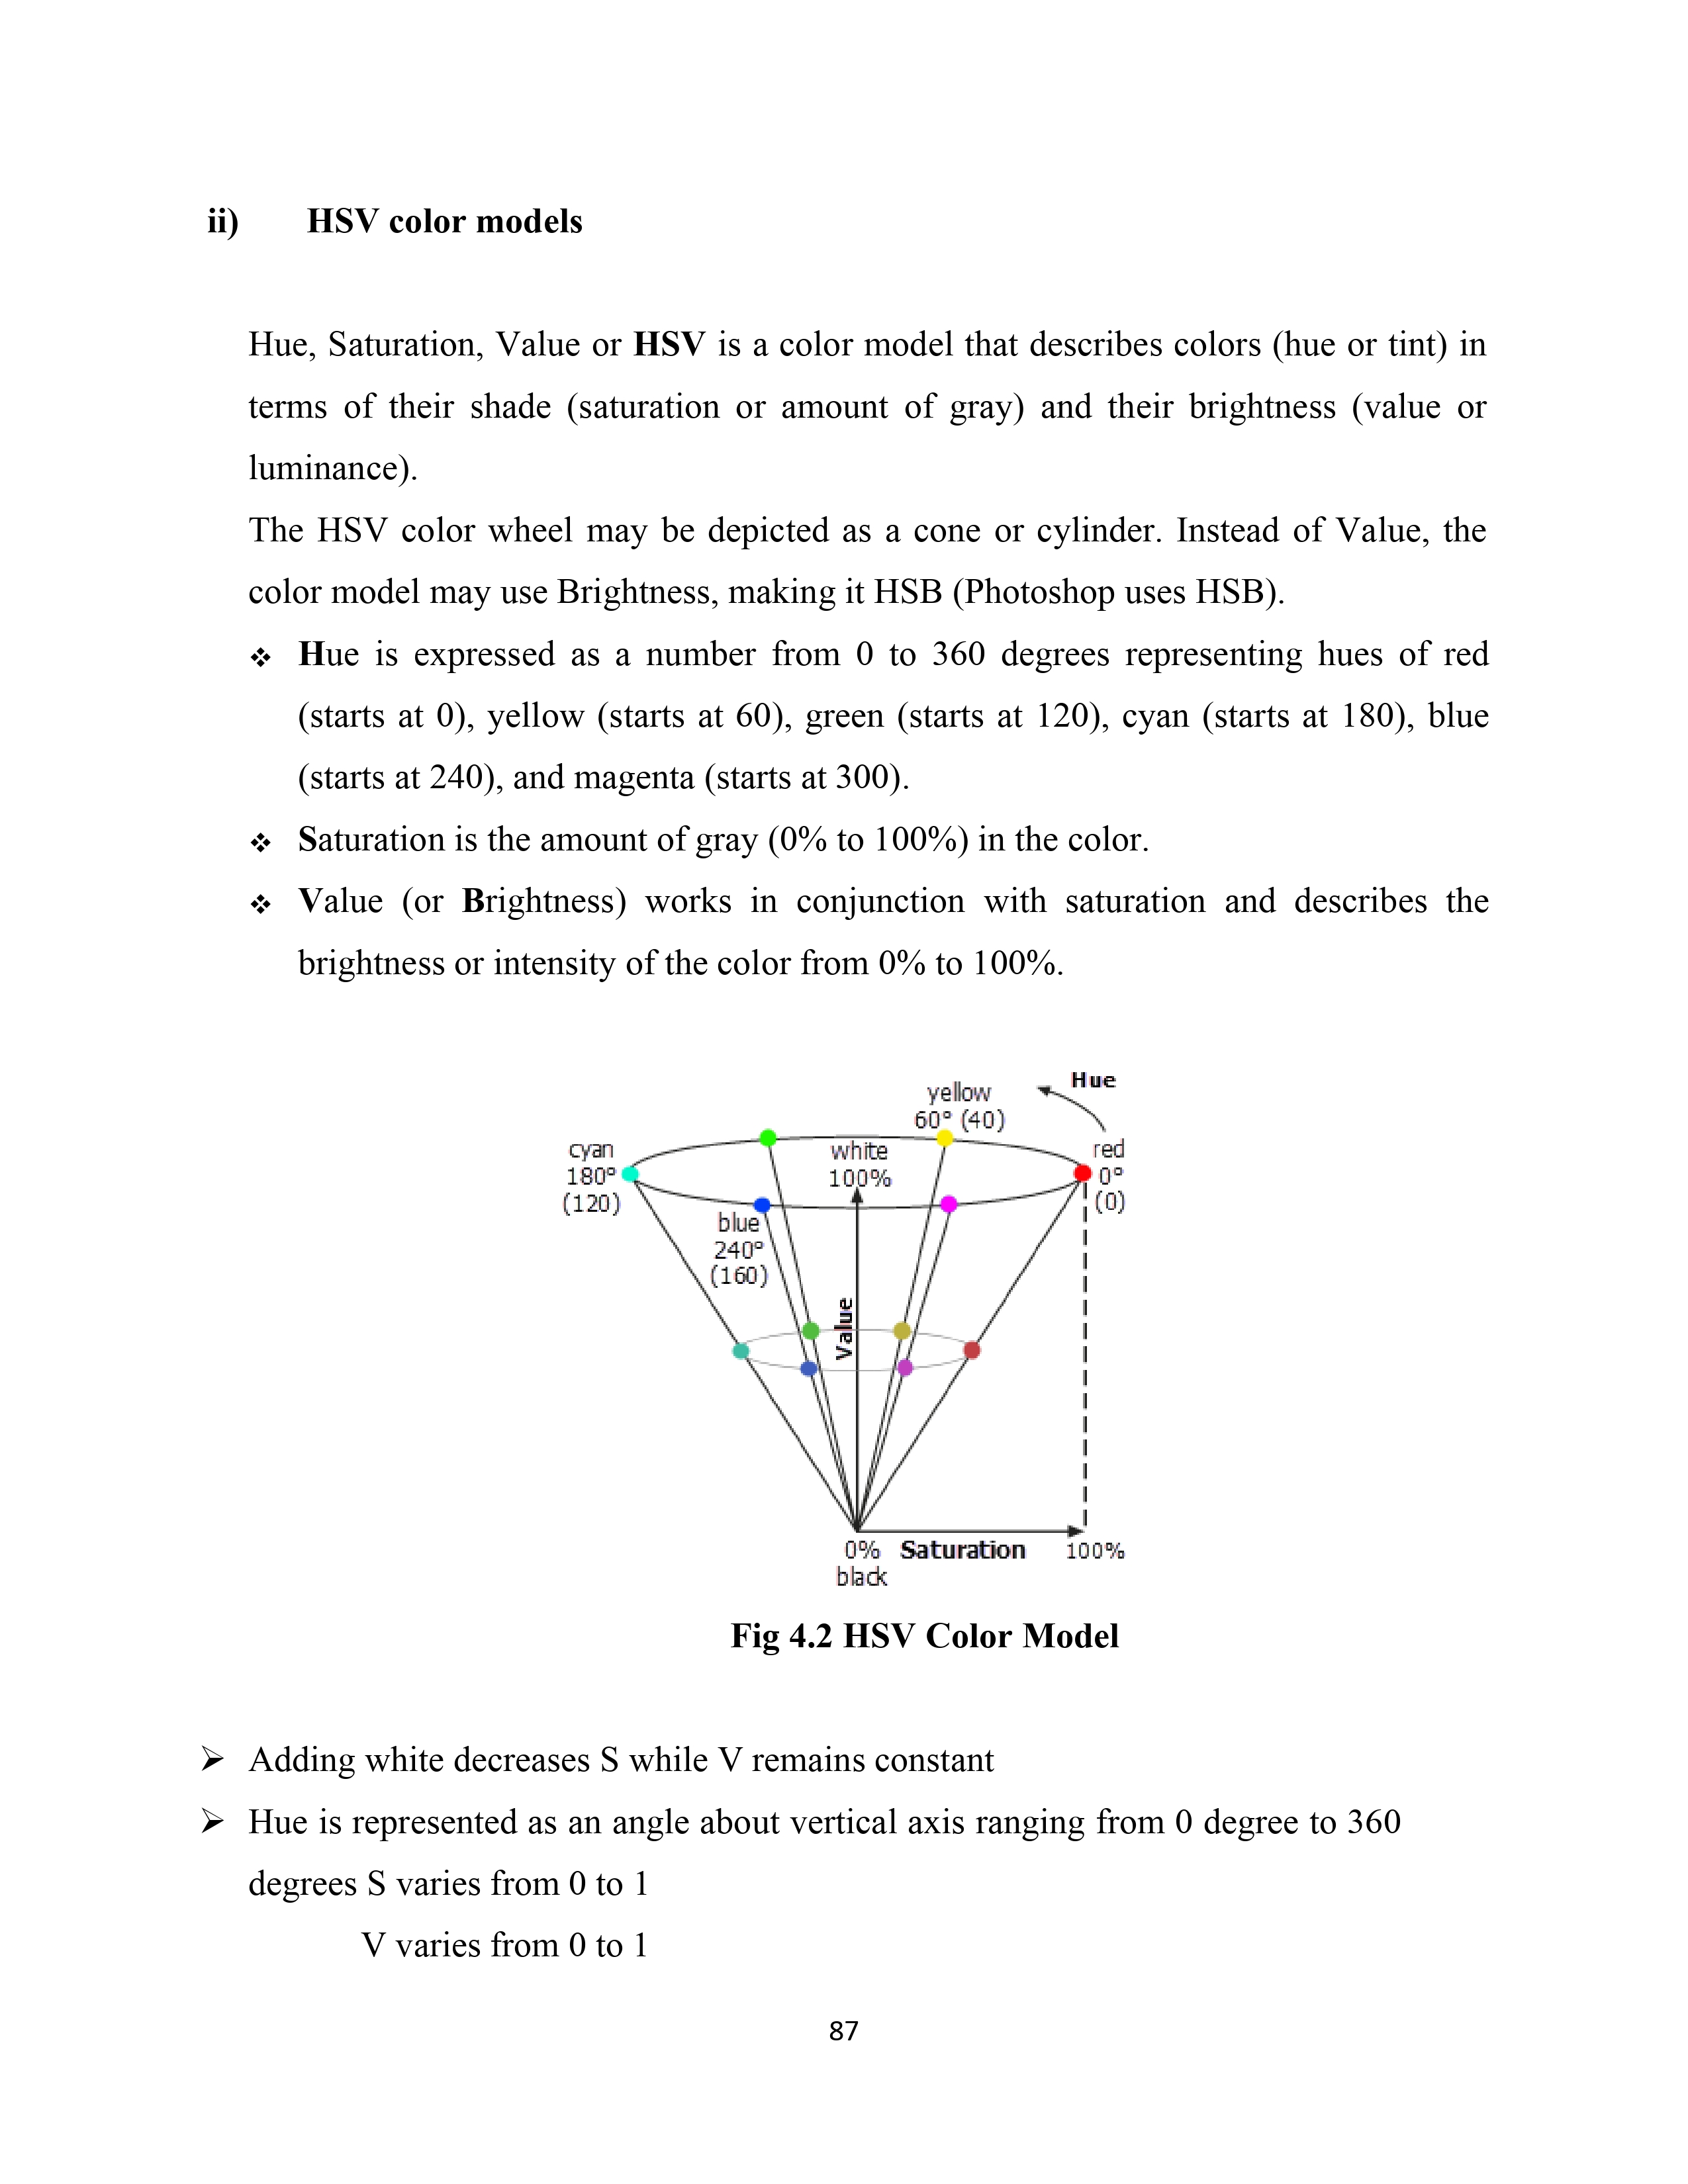 ii) HSV color models
Hue, Saturation, Value or HSV is a color model that describes colors (hue or tint) in
terms of their shade (saturation or amount of gray) and their brightness (value or
luminance).
The HSV color wheel may be depicted as a cone or cylinder. Instead of Value, the
color model may use Brightness, making it HSB (Photoshop uses HSB).
❖ Hue is expressed as a number from 0 to 360 degrees representing hues of red
(starts at 0), yellow (starts at 60), green (starts at 120), cyan (starts at 180), blue
(starts at 240), and magenta (starts at 300).
❖ Saturation is the amount of gray (0% to 100%) in the color.
❖ Value (or Brightness) works in conjunction with saturation and describes the
brightness or intensity of the color from 0% to 100%.
Hue
yellow
60° (40)
cyan
180°
(120)
white
100%
red
0°
(0)
blue
240°
(160)
Value
0% Saturation 100%
black
Fig 4.2 HSV Color Model
➢ Adding white decreases S while V remains constant
➢ Hue is represented as an angle about vertical axis ranging from 0 degree to 360
degrees S varies from 0 to 1
V varies from 0 to 1
87